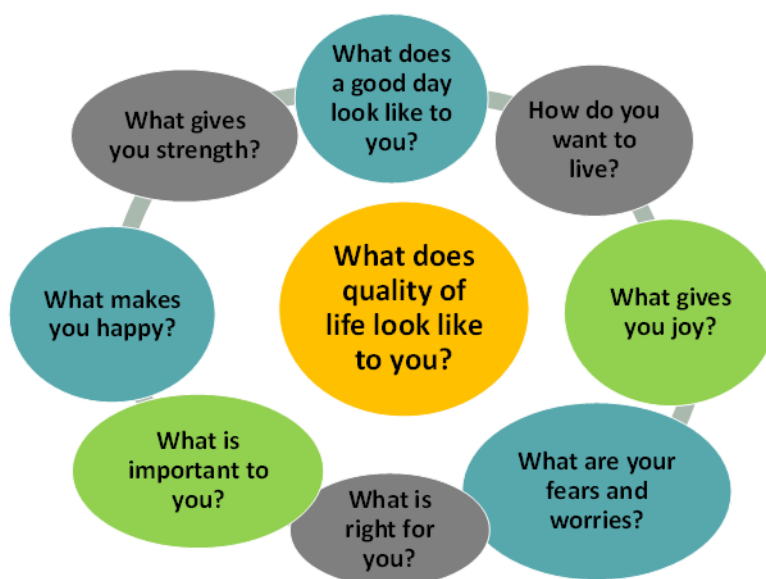 What does
a good day
look like to
you?
How do you
want to
live?
What gives
you joy?
What are your
fears and
worries?
What is
right for
you?
What is
important to
you?
What makes
you happy?
What gives
you strength?
What does
quality of
life look like
to you?